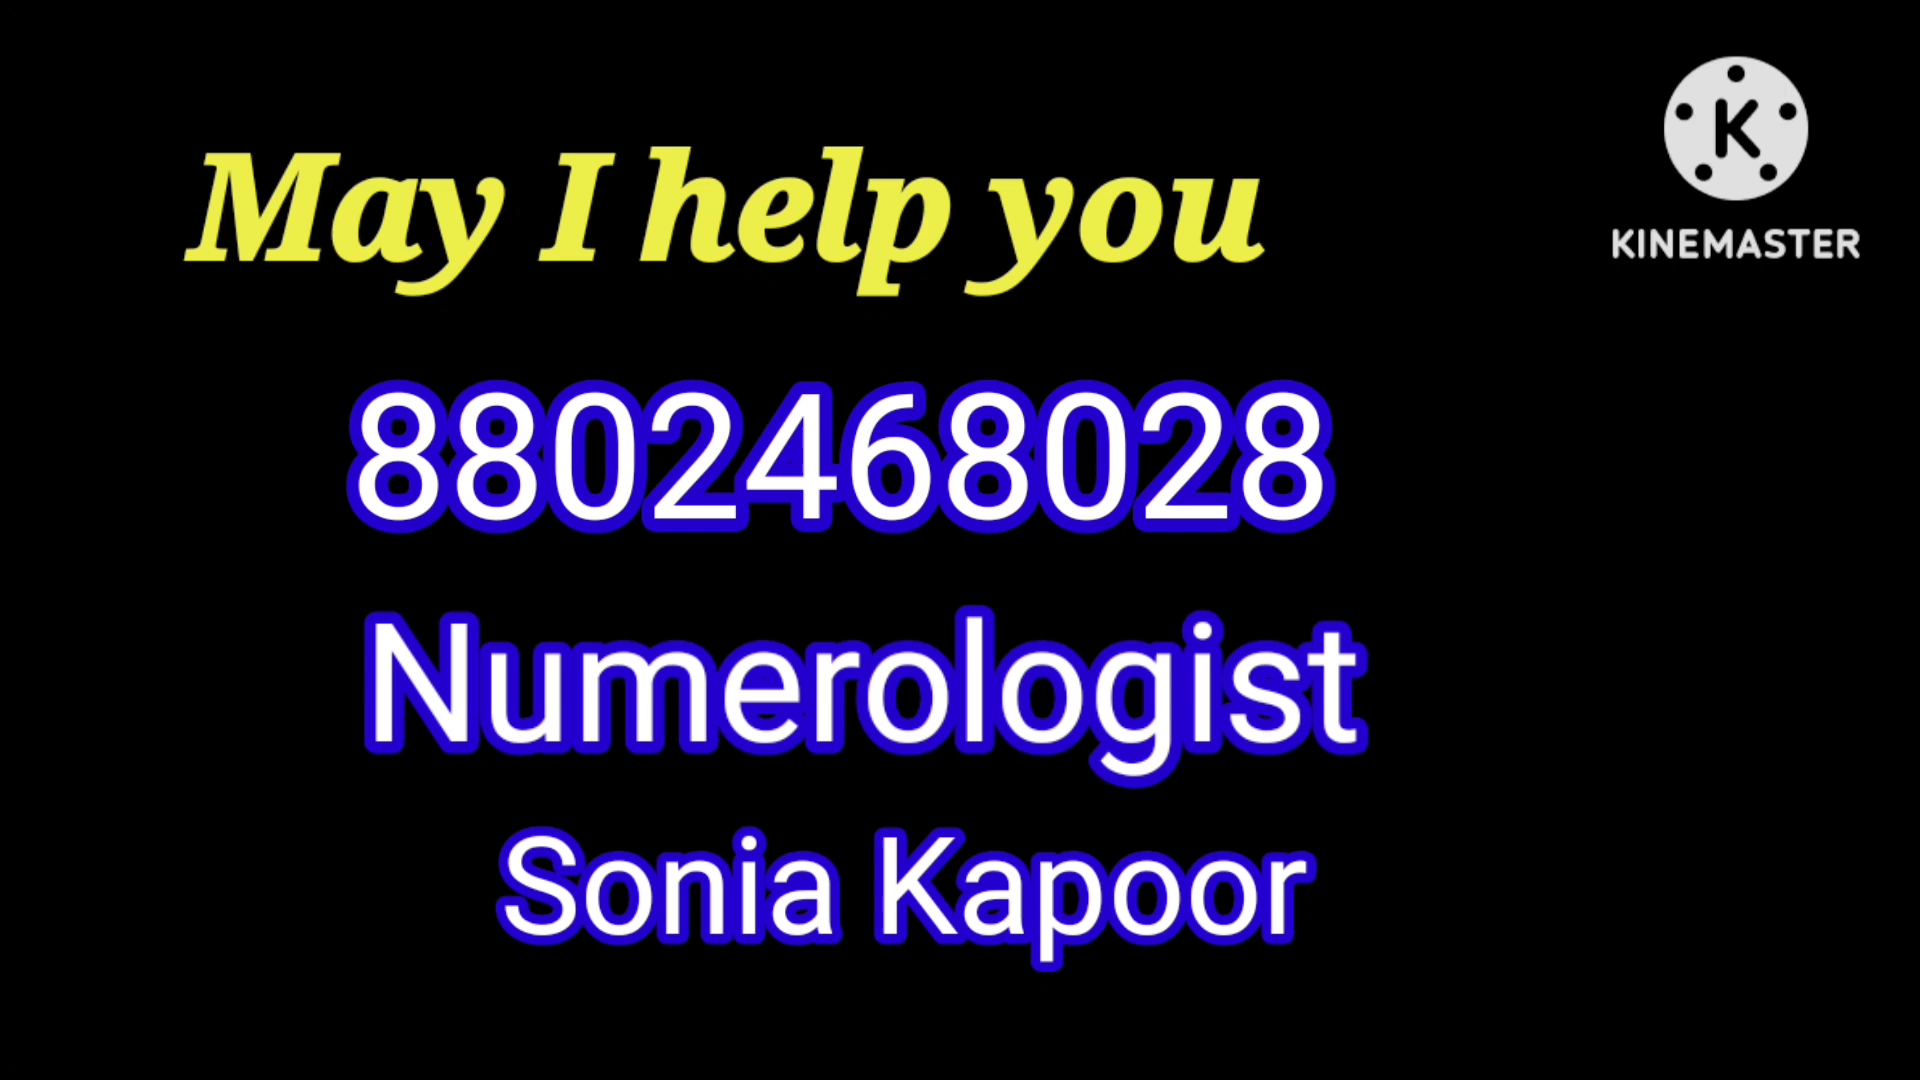 May I help you
KINEMASTER
8802468028
Numerologist
Sonia Kapoor